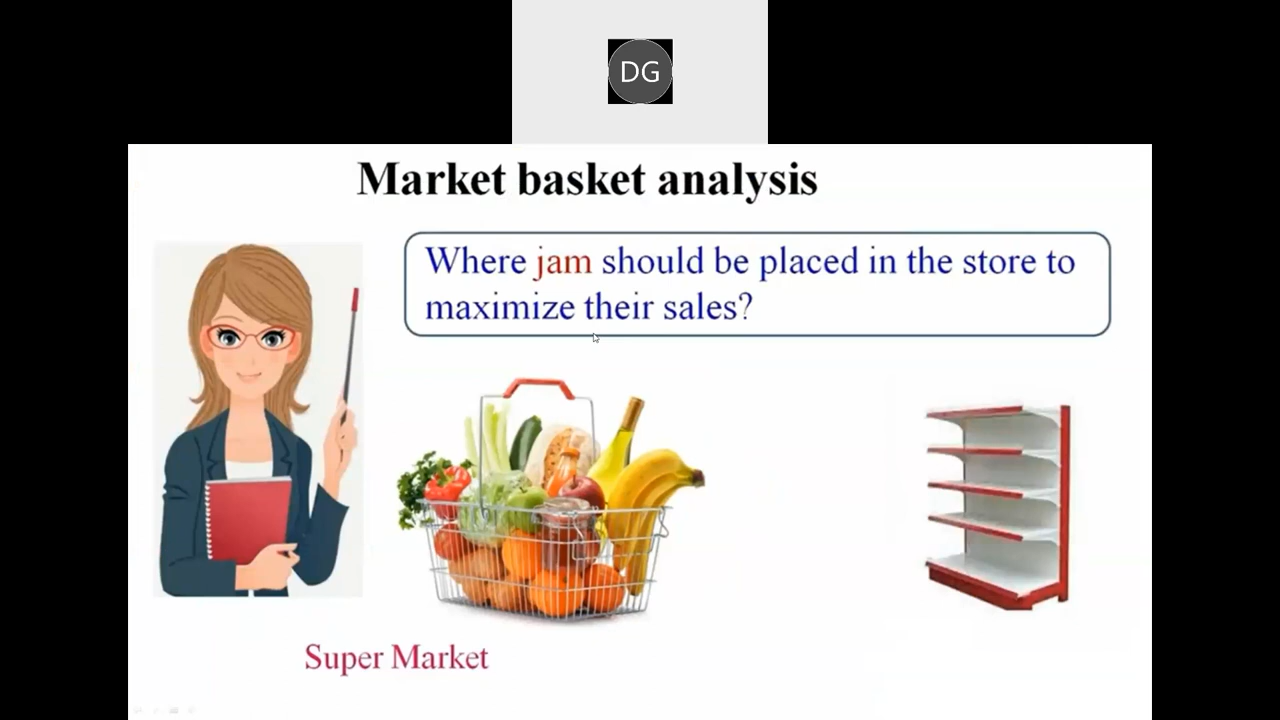 DG
Market basket analysis
Where jam should be placed in the store to
maximize their sales?
Super Market